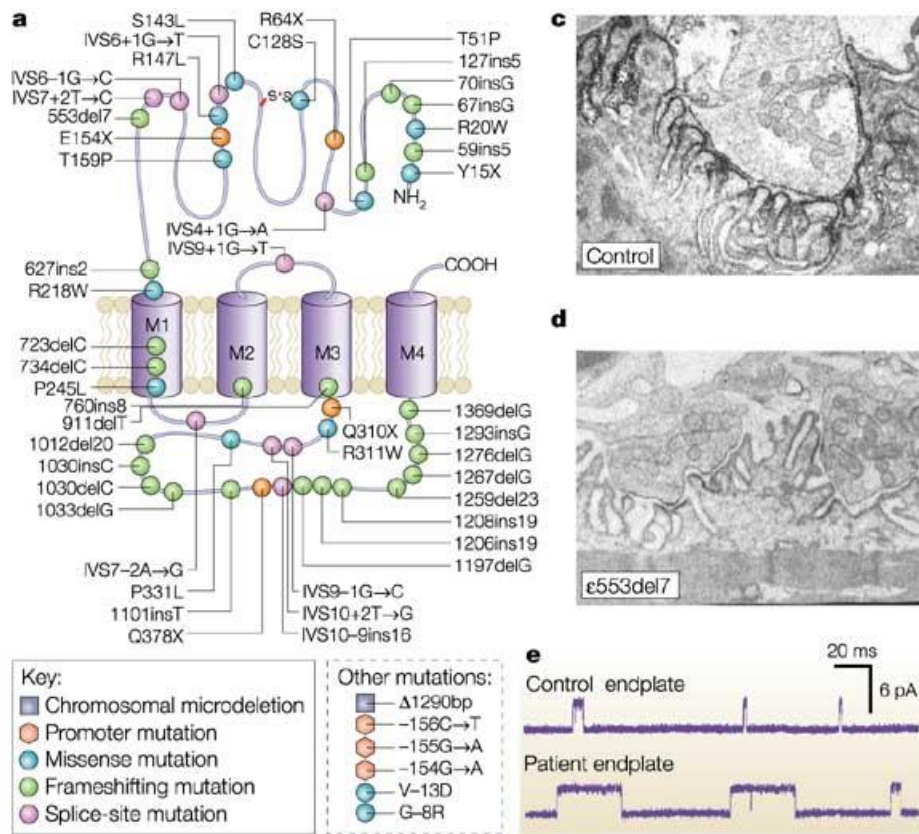 a
S143L
IVS6+1G→T
R147L
IVS6–1G→C
IVS7+2T→C
553del7
E154X
T159P
R64X
C128S
S S
T51P
127ins5
70insG
67insG
R20W
59ins5
Y15X
NH2
IVS4+1G→A
IVS9+1G→T
COOH
627ins2
R218W
M1
M2
M3
M4
723delC
734delC
P245L
760ins8
911delT
1012del20
1030insC
1030delC
1033delG
Q310X
R311W
1369delG
1293insG
1276delG
1267delG
1259del23
1208ins19
1206ins19
1197delG
IVS7–2A→G
P331L
1101insT
Q378X
IVS9–1G→C
IVS10+2T→G
IVS10–9ins16
Key:
Chromosomal microdeletion
Promoter mutation
Missense mutation
Frameshifting mutation
Splice-site mutation
Other mutations:
Δ1290bp
–156C→T
–155G→A
–154G→A
V–13D
G–8R
c
Control
d
ε553del7
e
20 ms
6 pA
Control endplate
Patient endplate